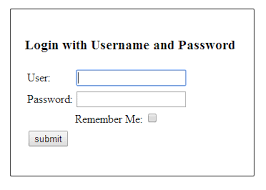 Login with Username and Password
User:
Password:
Remember Me:
submit